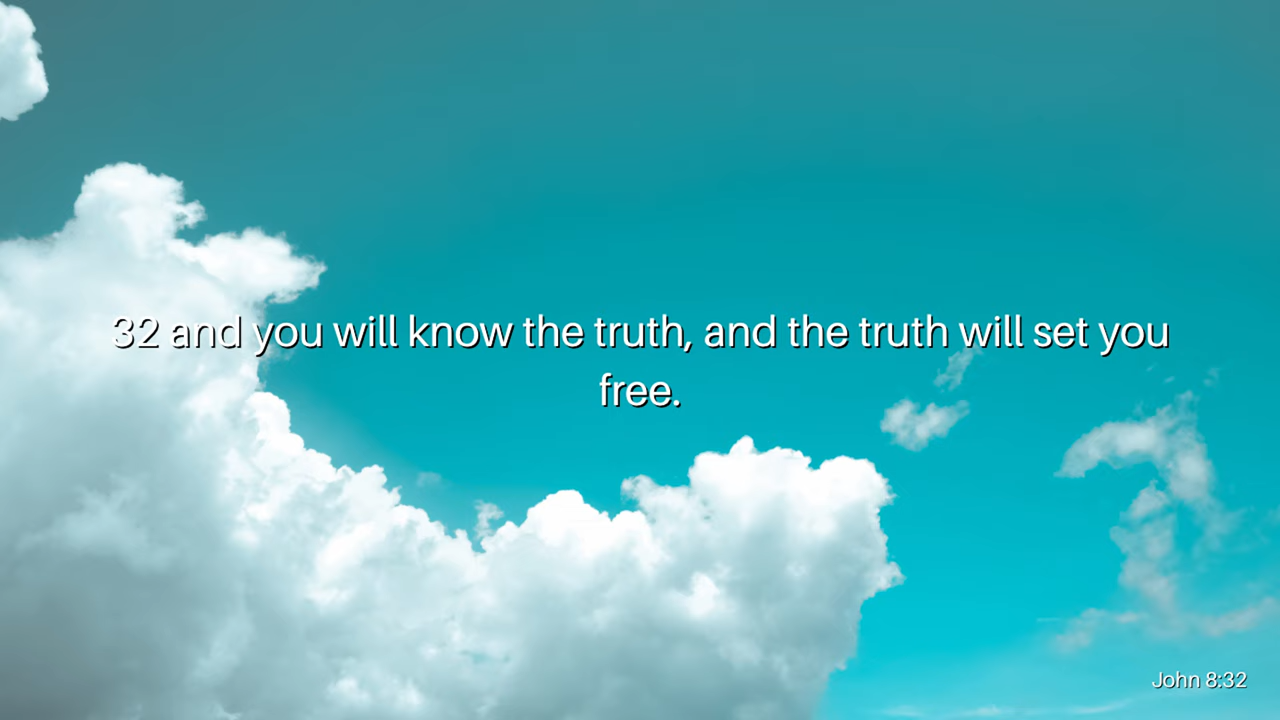 32 and you will know the truth, and the truth will set you
free.
John 8:32